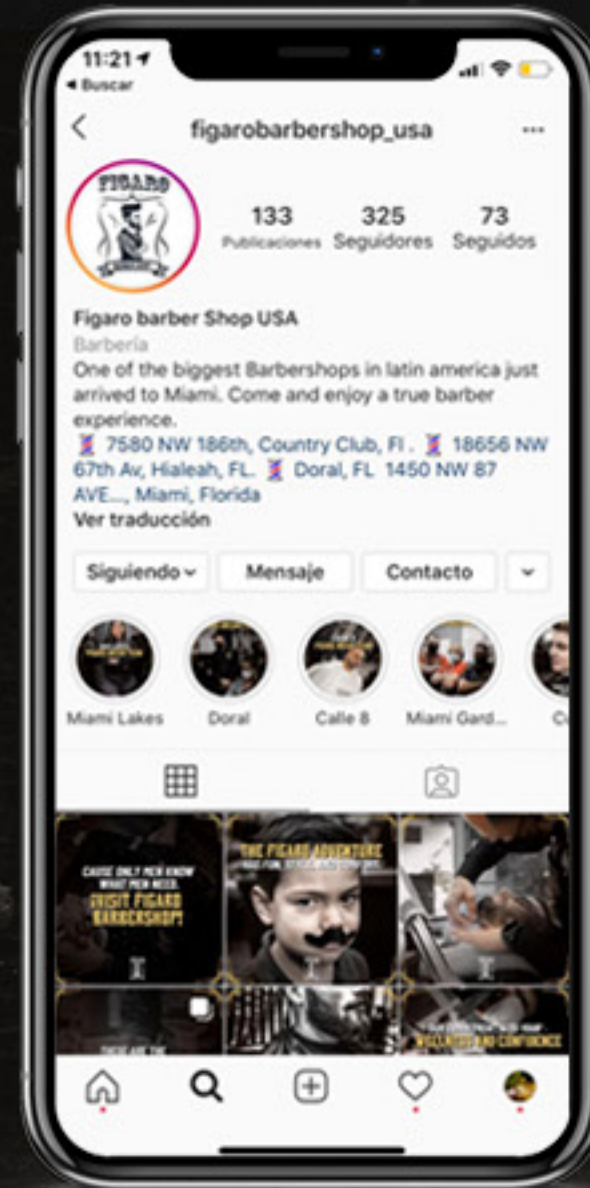 11:21
Buscar
figarobarbershop_usa
FIGARO
133
325
73
Publicaciones
Seguidores
Seguidos
Figaro barber Shop USA
Barbería
One of the biggest Barbershops in latin america just
arrived to Miami. Come and enjoy a true barber
experience.
7580 NW 186th, Country Club, Fl . 18656 NW
67th Av, Hialeah, FL. Doral, FL 1450 NW 87
AVE..., Miami, Florida
Ver traducción
Siguiendo
Mensaje
Contacto
Miami Lakes
Doral
Calle 8
Miami Gard...
CAUSE ONLY MEN KNOW
WHAT MEN NEED.
VISIT FIGARO
BARBERSHOP!
THE FIGARO ADVENTURE
THERE ARE THE
WELLNESS AND CONFIDENCE